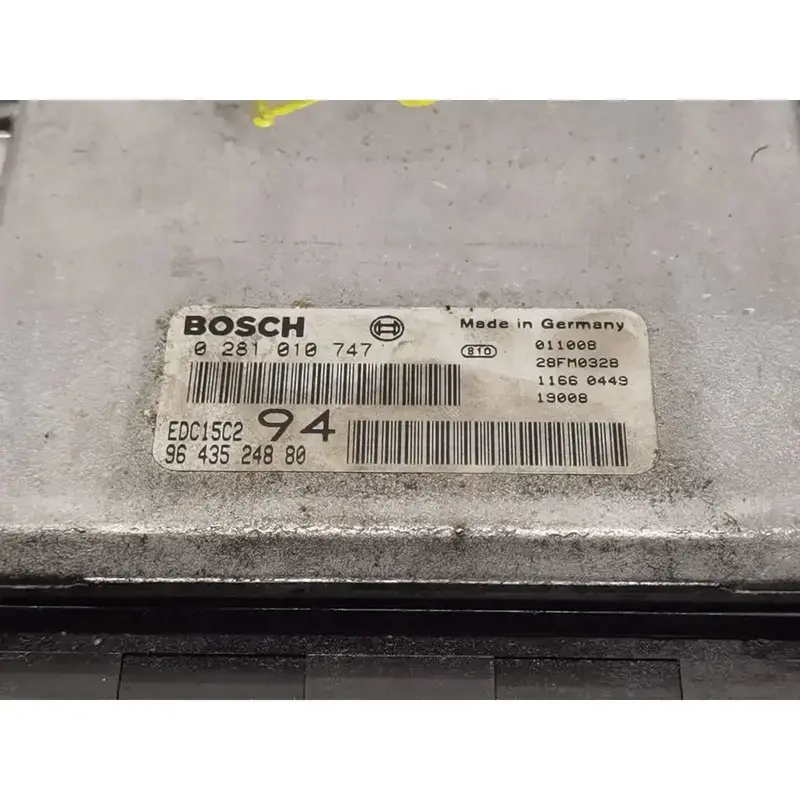 BOSCH
Made in Germany
0 281 010 747
810
011008
28FM0328
1166 0449
19008
EDC15C2
94
96 435 248 80